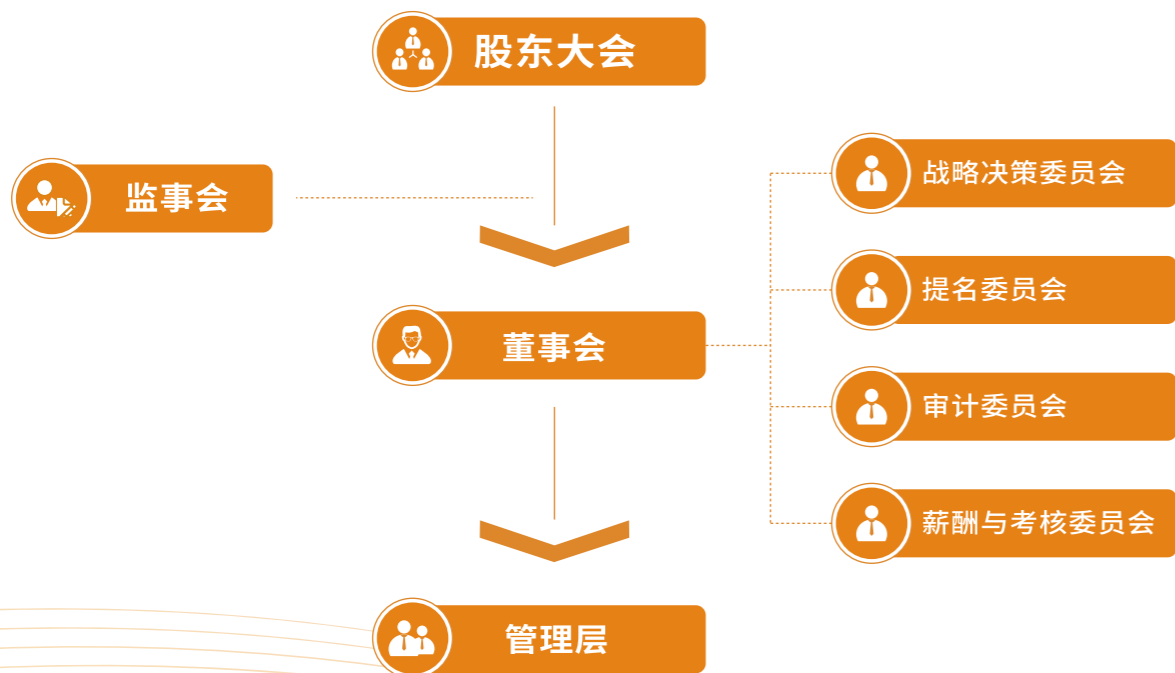 股东大会
监事会
董事会
战略决策委员会
提名委员会
审计委员会
薪酬与考核委员会
管理层